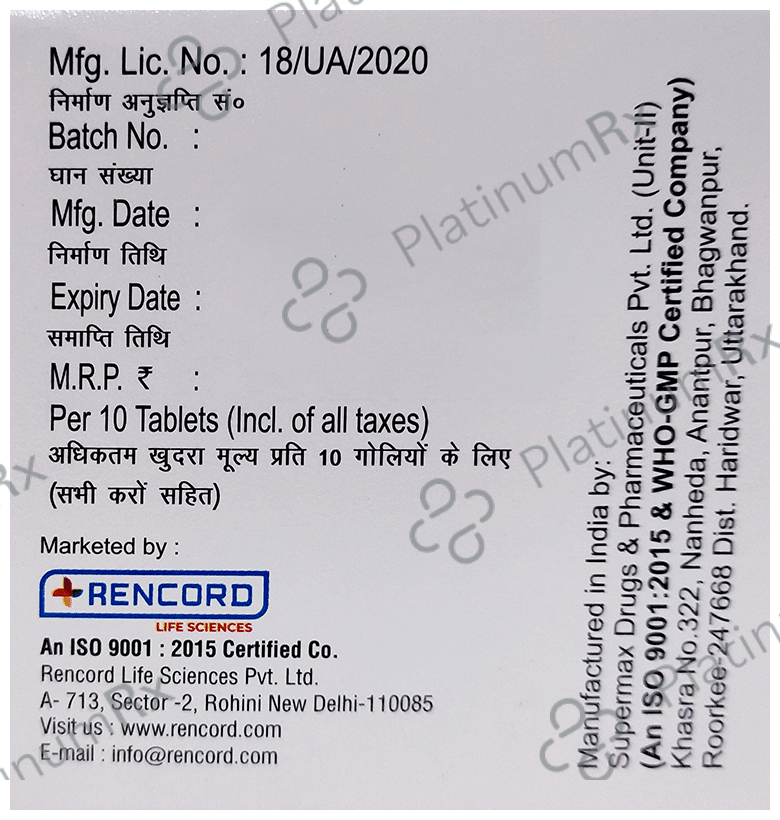 Mfg. Lic. No. : 18/UA/2020
निर्माण अनुज्ञप्ति सं०
Batch No. :
घान संख्या
Mfg. Date :
निर्माण तिथि
Expiry Date :
समाप्ति तिथि
M.R.P. ₹ :
Per 10 Tablets (Incl. of all taxes)
अधिकतम खुदरा मूल्य प्रति 10 गोलियों के लिए
(सभी करों सहित)
Marketed by :
RENCORD
LIFE SCIENCES
An ISO 9001 : 2015 Certified Co.
Rencord Life Sciences Pvt. Ltd.
A- 713, Sector -2, Rohini New Delhi-110085
Visit us : www.rencord.com
E-mail : info@rencord.com
Manufactured in India by:
Supermax Drugs & Pharmaceuticals Pvt. Ltd. (Unit-II)
(An ISO 9001:2015 & WHO-GMP Certified Company)
Khasra No.322, Nanheda, Anantpur, Bhagwanpur,
Roorkee-247668 Dist. Haridwar, Uttarakhand.
PlatinumRx
PlatinumRx
PlatinumRx